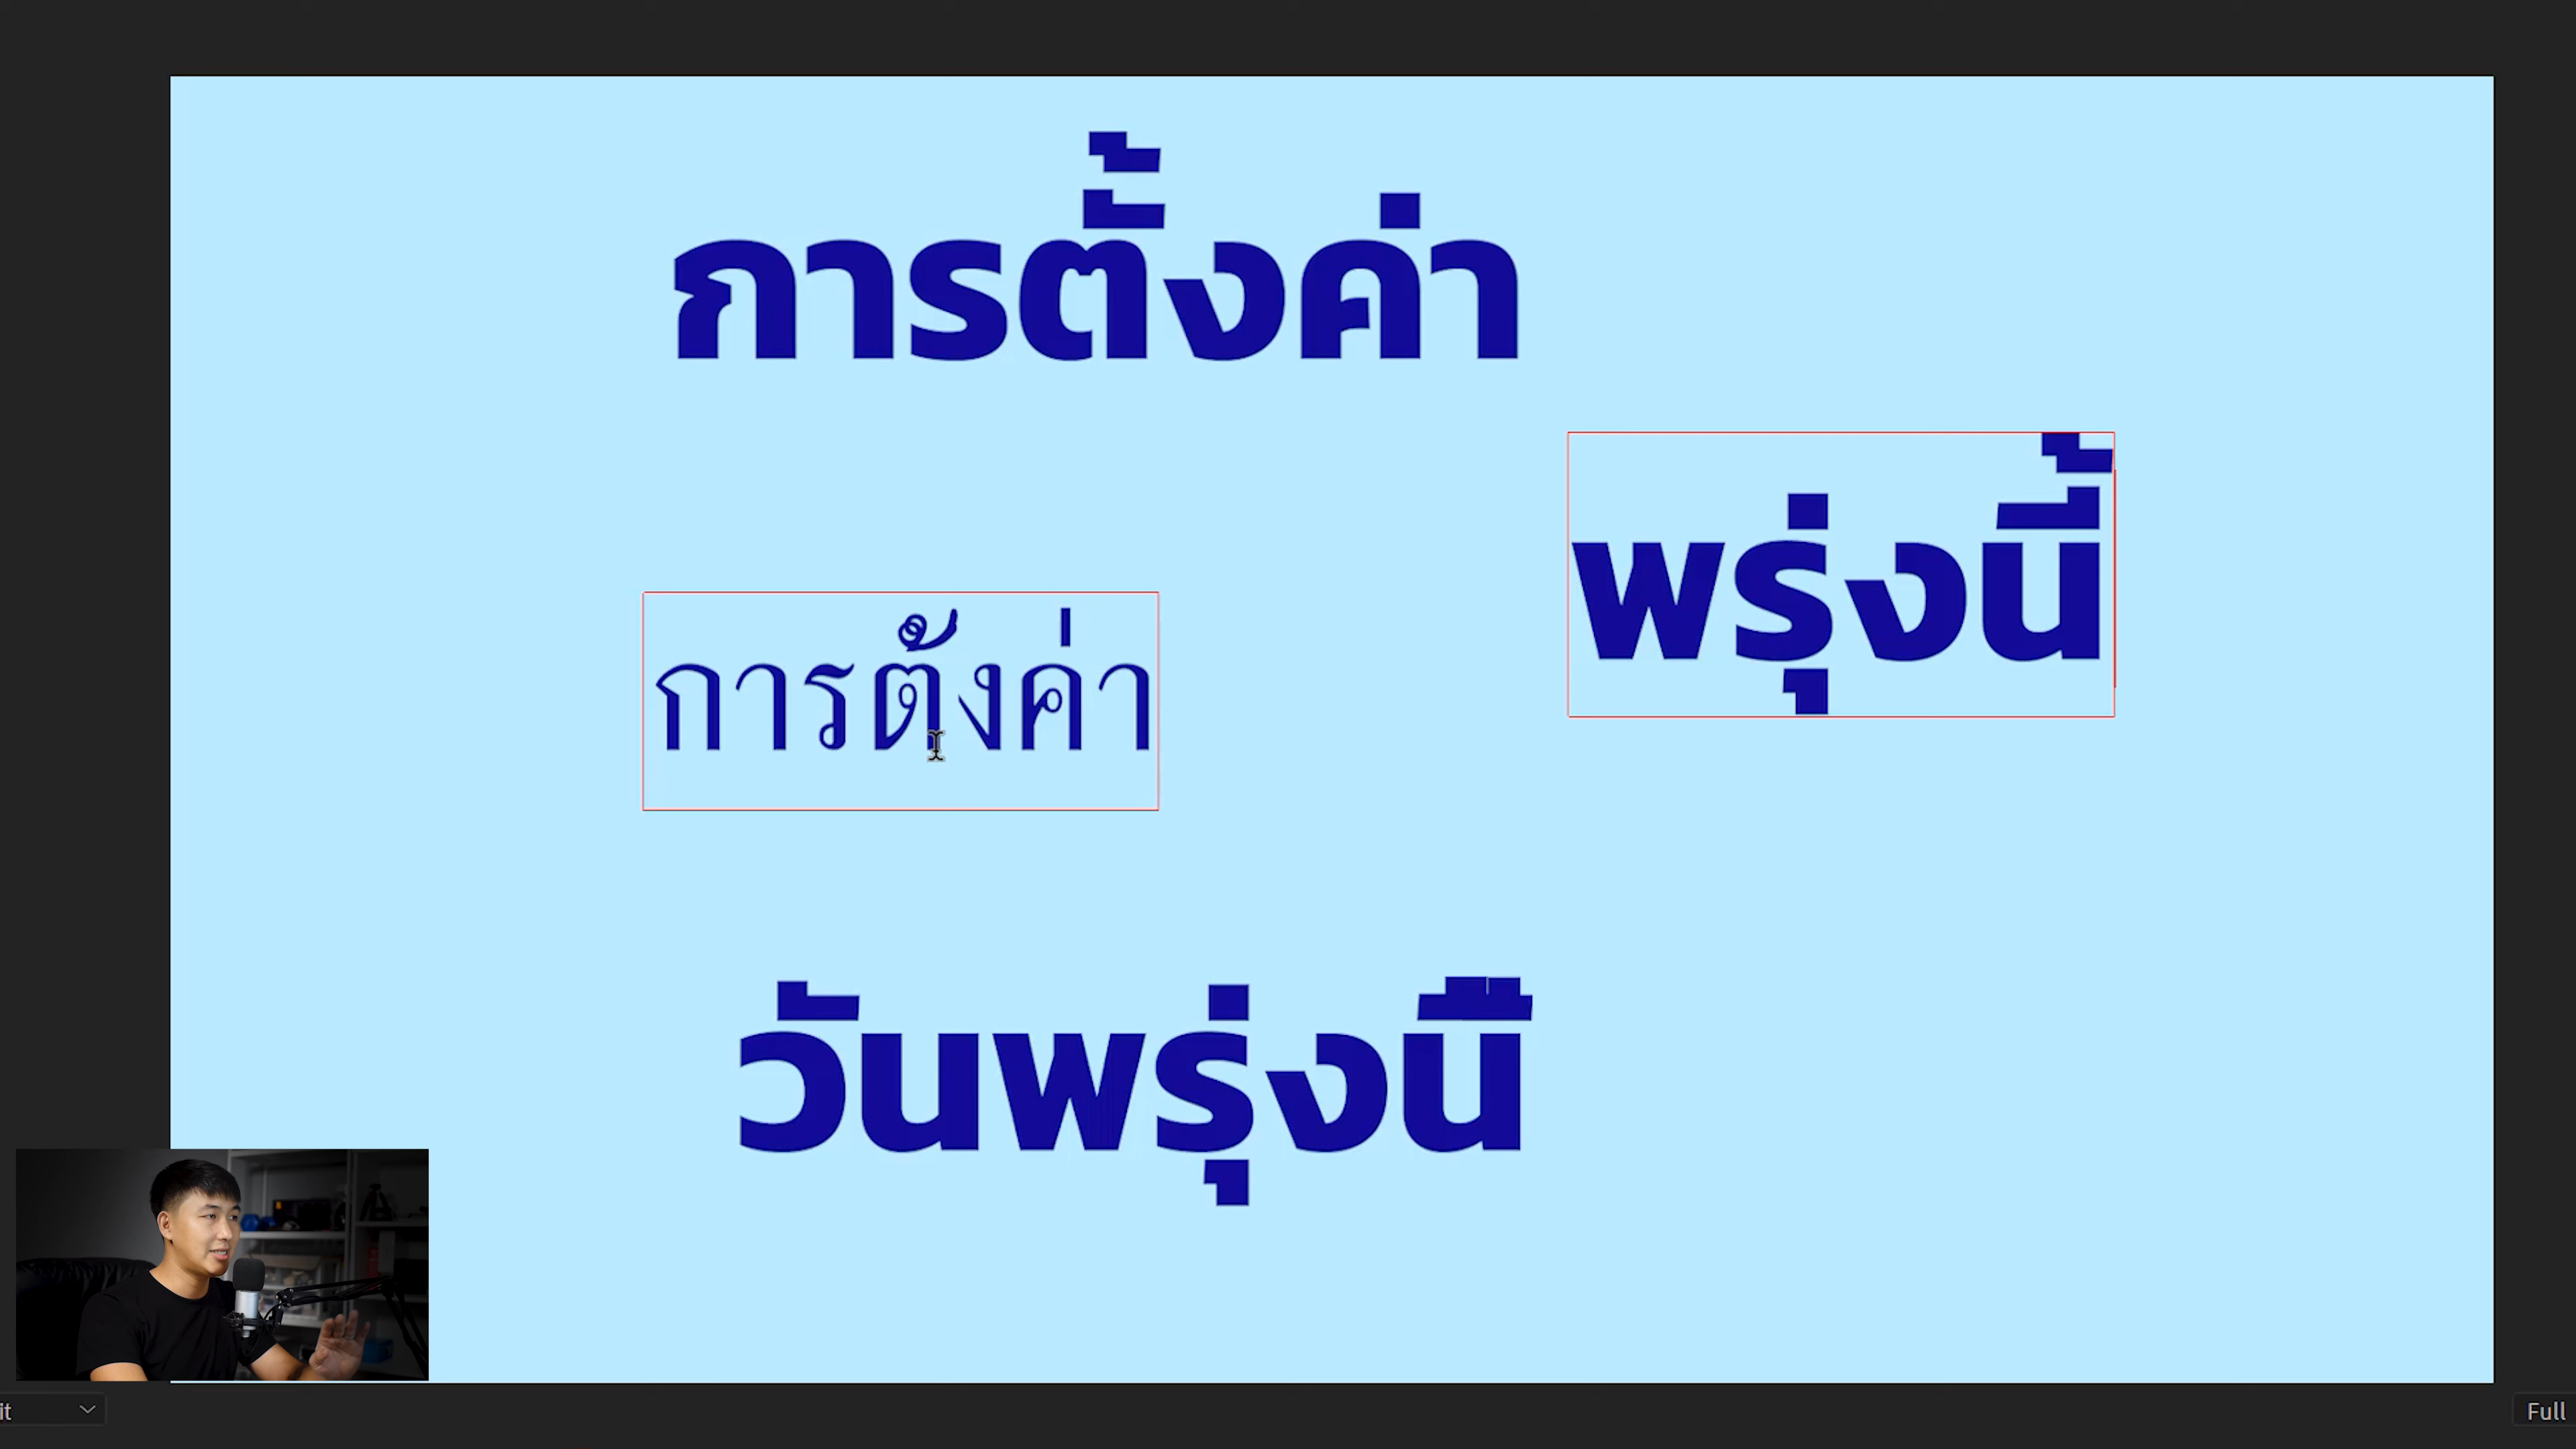 การตั้งค่า
พรุ่งนี้
การตั้งค่า
วันพรุ่งนี้
it
Full